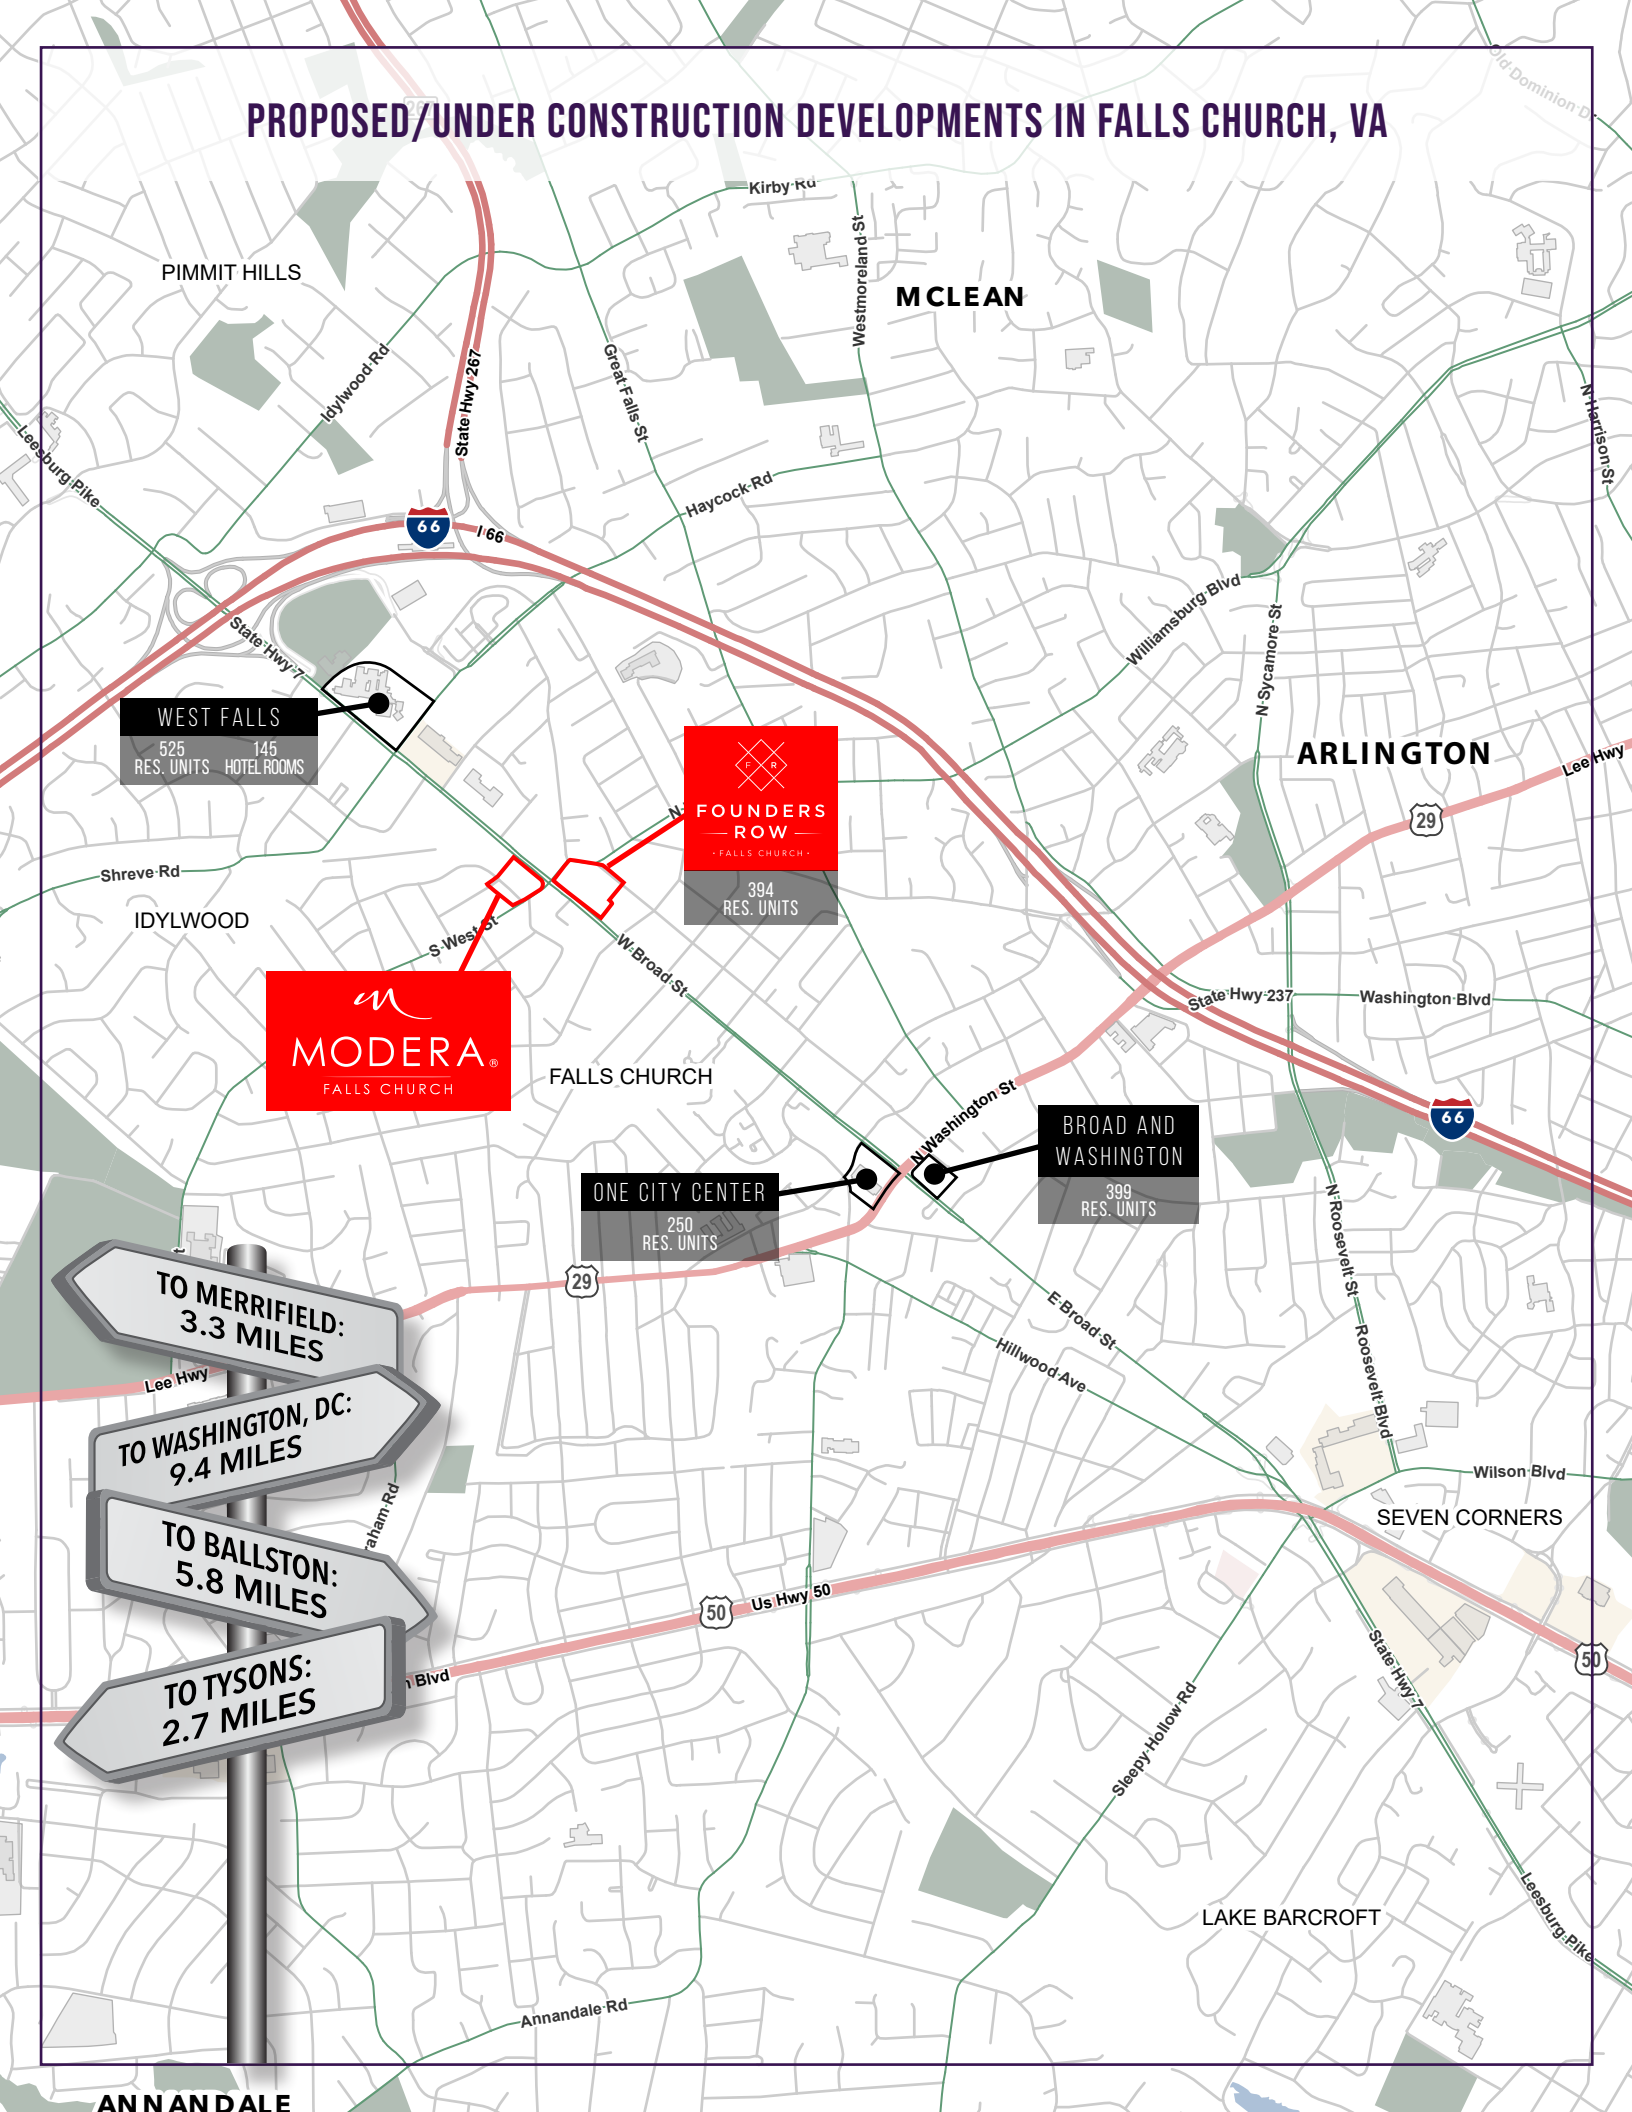 Old Dominion Dr
267
PROPOSED/UNDER CONSTRUCTION DEVELOPMENTS IN FALLS CHURCH, VA
Kirby Rd
Westmoreland St
PIMMIT HILLS
MCLEAN
Great Falls St
Idylwood Rd
State Hwy 267
N Harrison St
Leesburg Pike
Haycock Rd
66
I 66
Williamsburg Blvd
N Sycamore St
State Hwy 7
WEST FALLS
525
RES. UNITS
145
HOTEL ROOMS
ARLINGTON
Lee Hwy
29
F R
FOUNDERS
ROW
· FALLS CHURCH ·
394
RES. UNITS
Shreve Rd
IDYLWOOD
S West St
W Broad St
State Hwy 237
Washington Blvd
MODERA®
FALLS CHURCH
FALLS CHURCH
N Washington St
66
BROAD AND
WASHINGTON
399
RES. UNITS
ONE CITY CENTER
250
RES. UNITS
N Roosevelt St
29
E Broad St
Hillwood Ave
Roosevelt Blvd
TO MERRIFIELD:
3.3 MILES
Lee Hwy
TO WASHINGTON, DC:
9.4 MILES
Wilson Blvd
SEVEN CORNERS
raham Rd
TO BALLSTON:
5.8 MILES
50
Us Hwy 50
50
State Hwy 7
TO TYSONS:
2.7 MILES
n Blvd
Sleepy Hollow Rd
LAKE BARCROFT
Leesburg Pike
Annandale Rd
ANNANDALE